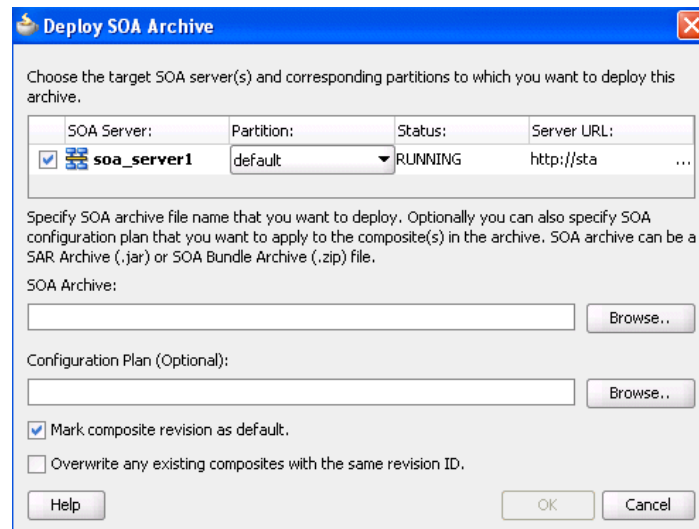 Deploy SOA Archive
Choose the target SOA server(s) and corresponding partitions to which you want to deploy this
archive.
SOA Server: Partition: Status: Server URL:
soa_server1 default RUNNING http://sta ...
Specify SOA archive file name that you want to deploy. Optionally you can also specify SOA
configuration plan that you want to apply to the composite(s) in the archive. SOA archive can be a
SAR Archive (.jar) or SOA Bundle Archive (.zip) file.
SOA Archive:
Browse..
Configuration Plan (Optional):
Browse..
Mark composite revision as default.
Overwrite any existing composites with the same revision ID.
Help OK Cancel